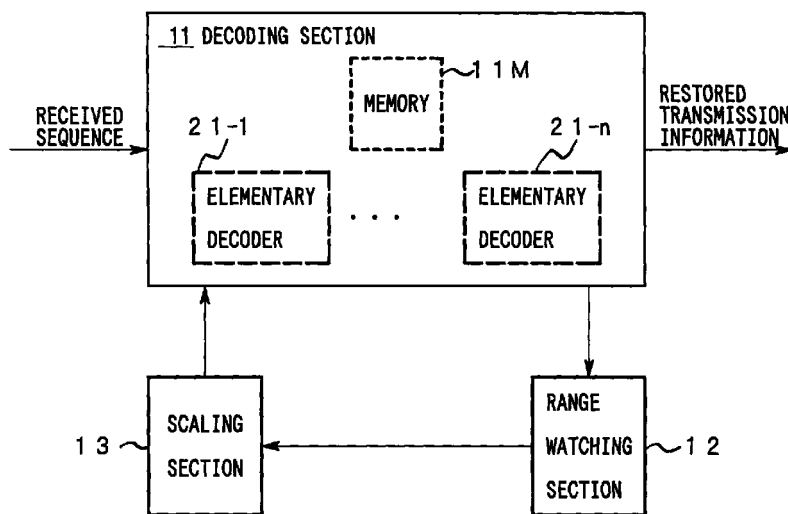 11 DECODING SECTION
11M
MEMORY
RECEIVED
SEQUENCE
RESTORED
TRANSMISSION
INFORMATION
21-1
21-n
ELEMENTARY
DECODER
. . .
ELEMENTARY
DECODER
13
SCALING
SECTION
RANGE
WATCHING
SECTION
12